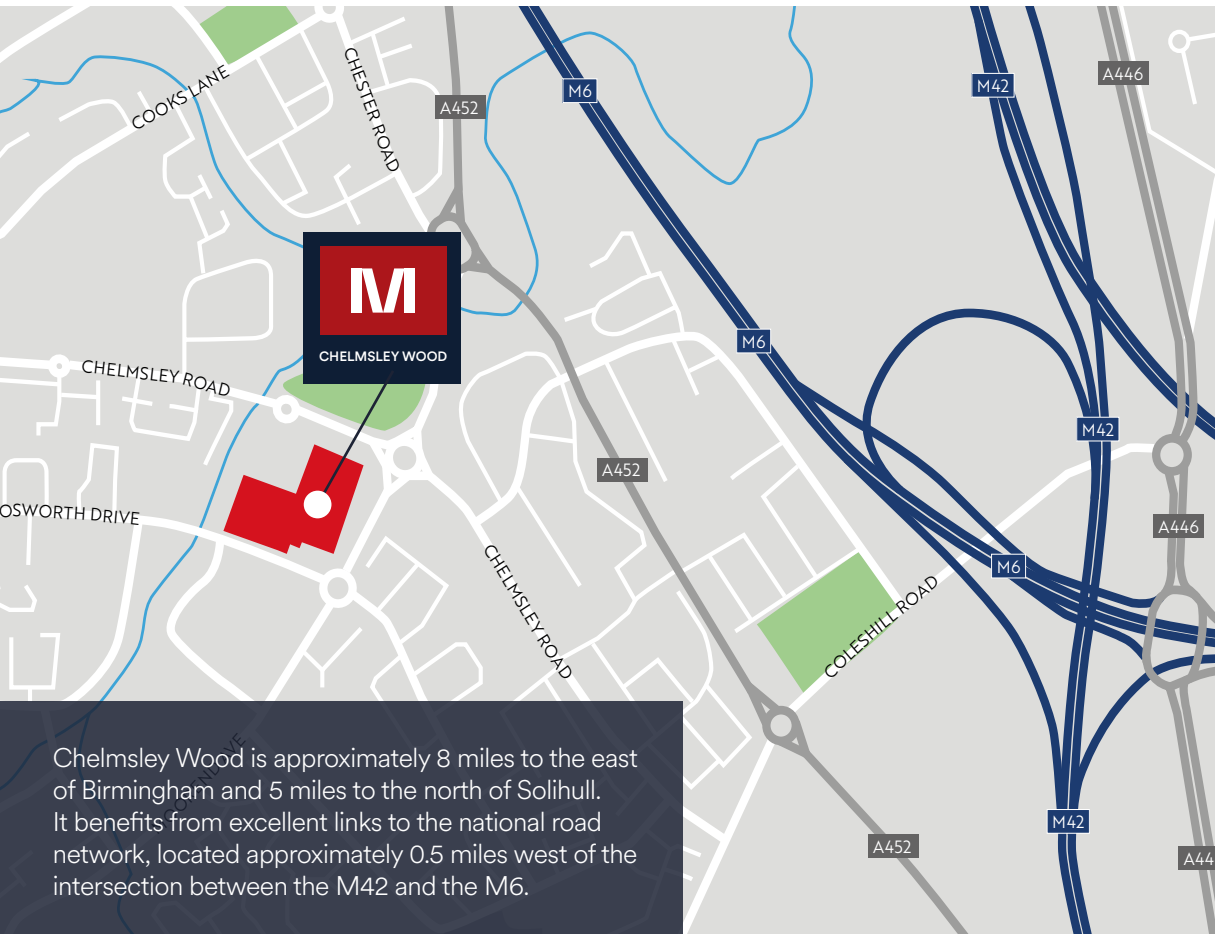 M6
M42
A446
A452
COOKS LANE
CHESTER ROAD
M
CHELMSLEY WOOD
M6
CHELMSLEY ROAD
M42
A452
OSWORTH DRIVE
A446
M6
CHELMSLEY ROAD
COLESHILL ROAD
Chelmsley Wood is approximately 8 miles to the east
of Birmingham and 5 miles to the north of Solihull.
It benefits from excellent links to the national road
network, located approximately 0.5 miles west of the
intersection between the M42 and the M6.
M42
A452
A44